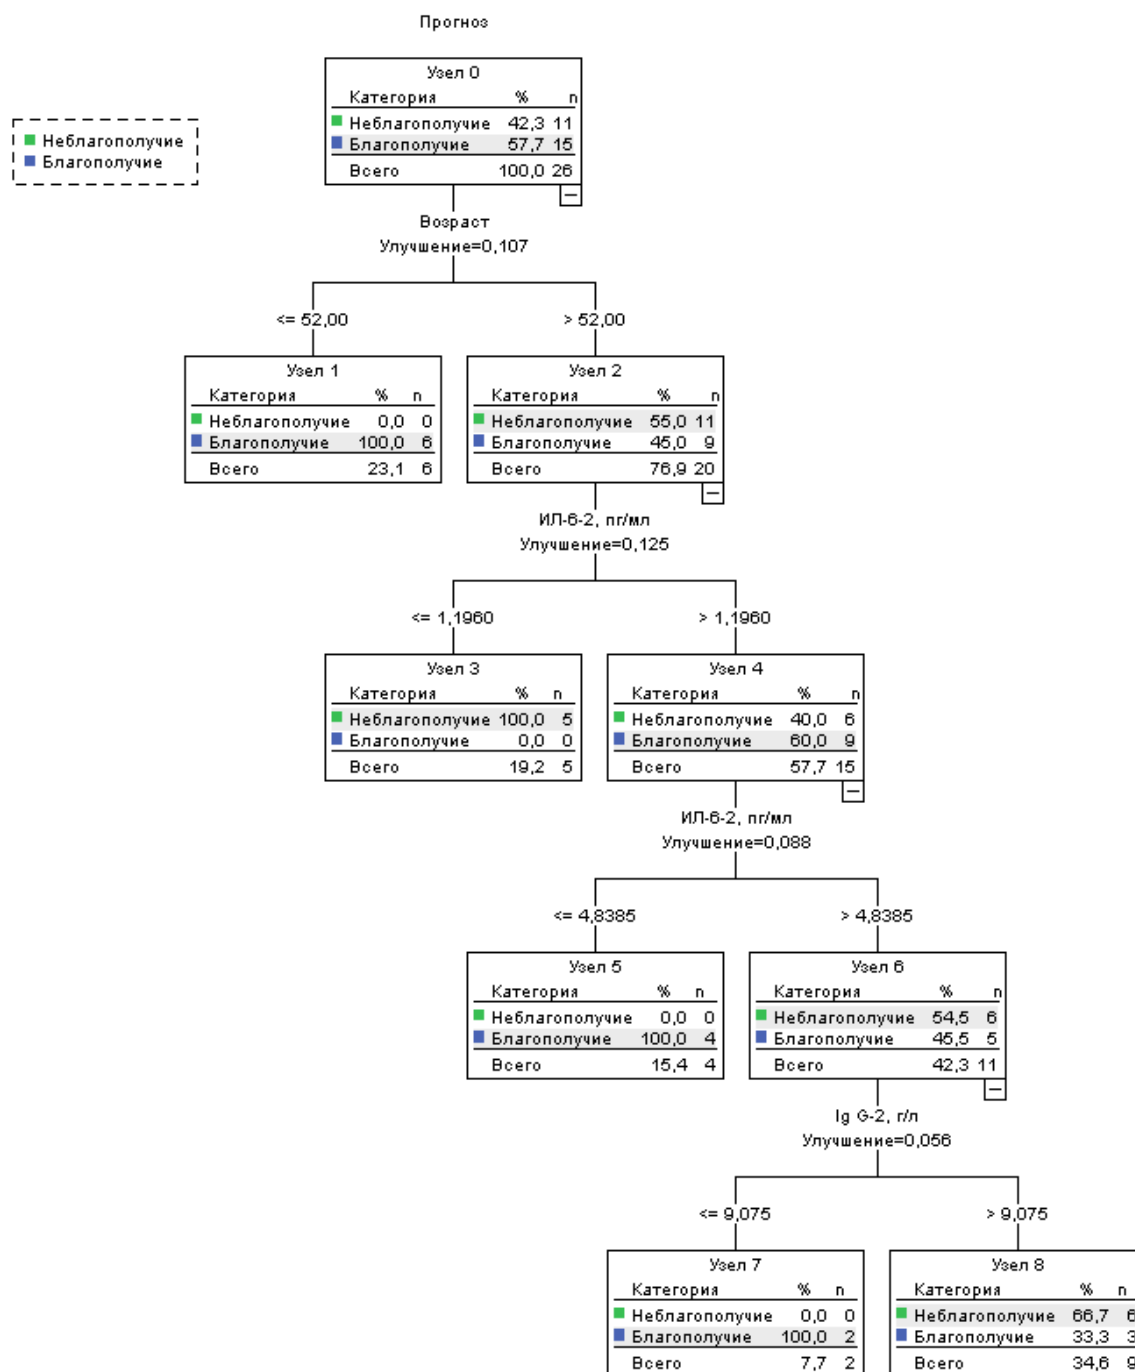 Прогноз
Неблагополучие
Благополучие
Узел 0
Категория % n
Неблагополучие 42,3 11
Благополучие 57,7 15
Всего 100,0 26
Возраст
Улучшение=0,107
<= 52,00 > 52,00
Узел 1
Категория % n
Неблагополучие 0,0 0
Благополучие 100,0 6
Всего 23,1 6
Узел 2
Категория % n
Неблагополучие 55,0 11
Благополучие 45,0 9
Всего 76,9 20
ИЛ-6-2, пг/мл
Улучшение=0,125
<= 1,1960 > 1,1960
Узел 3
Категория % n
Неблагополучие 100,0 5
Благополучие 0,0 0
Всего 19,2 5
Узел 4
Категория % n
Неблагополучие 40,0 6
Благополучие 60,0 9
Всего 57,7 15
ИЛ-6-2, пг/мл
Улучшение=0,088
<= 4,8385 > 4,8385
Узел 5
Категория % n
Неблагополучие 0,0 0
Благополучие 100,0 4
Всего 15,4 4
Узел 6
Категория % n
Неблагополучие 54,5 6
Благополучие 45,5 5
Всего 42,3 11
Ig G-2, г/л
Улучшение=0,056
<= 9,075 > 9,075
Узел 7
Категория % n
Неблагополучие 0,0 0
Благополучие 100,0 2
Всего 7,7 2
Узел 8
Категория % n
Неблагополучие 66,7 6
Благополучие 33,3 3
Всего 34,6 9